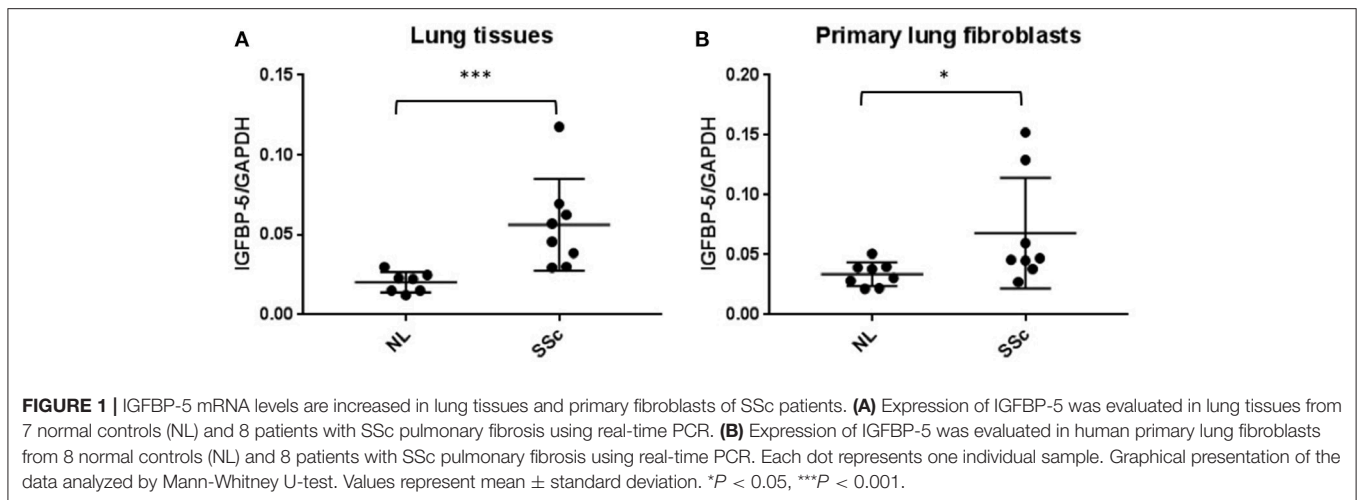 A
Lung tissues
***
IGFBP-5/GAPDH
0.15
0.10
0.05
0.00
NL
SSc
B
Primary lung fibroblasts
*
IGFBP-5/GAPDH
0.20
0.15
0.10
0.05
0.00
NL
SSc
FIGURE 1 | IGFBP-5 mRNA levels are increased in lung tissues and primary fibroblasts of SSc patients. (A) Expression of IGFBP-5 was evaluated in lung tissues from
7 normal controls (NL) and 8 patients with SSc pulmonary fibrosis using real-time PCR. (B) Expression of IGFBP-5 was evaluated in human primary lung fibroblasts
from 8 normal controls (NL) and 8 patients with SSc pulmonary fibrosis using real-time PCR. Each dot represents one individual sample. Graphical presentation of the
data analyzed by Mann-Whitney U-test. Values represent mean ± standard deviation. *P < 0.05, ***P < 0.001.